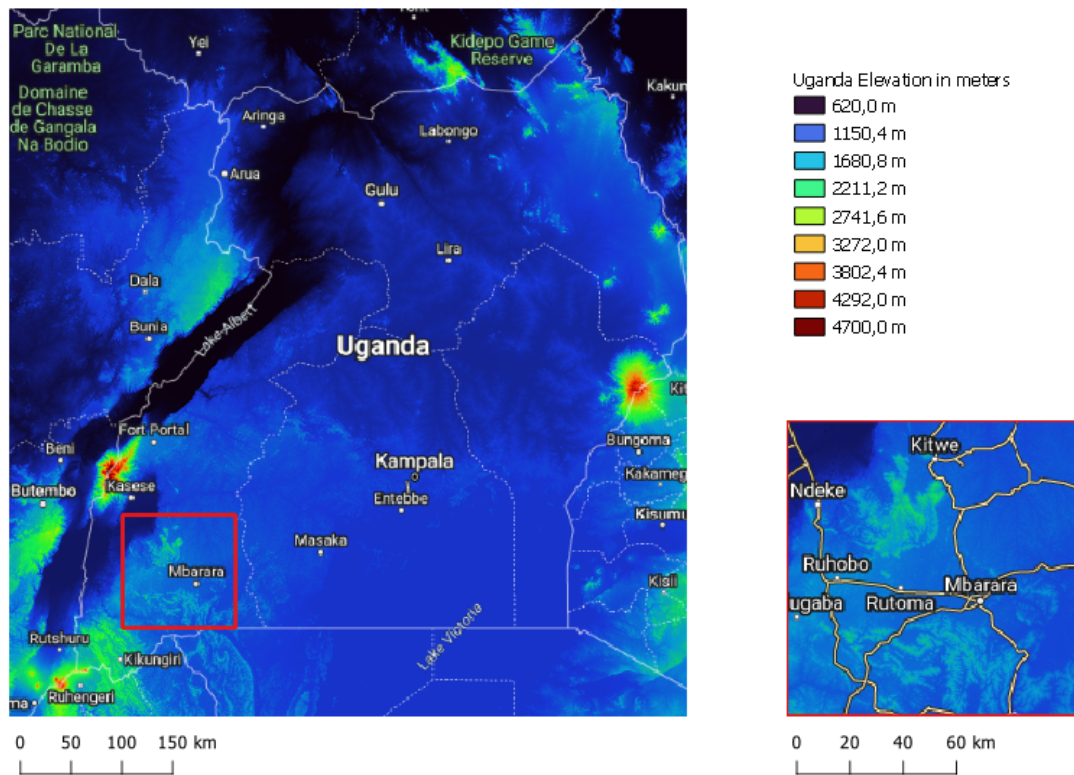 Parc National
De La
Garamba
Domaine
de Chasse
de Gangala
Na Bodio
Yei
Kidepo Game
Reserve
Kakum
Aringa
Labongo
Arua
Gulu
Lira
Dala
Bunia
Lake Albert
Uganda
Kit
Fort Portal
Beni
Bungoma
Kampala
Kakameg
Kasese
Butembo
Entebbe
Kisumu
Masaka
Mbarara
Kisii
Rutshuru
Lake Victoria
Kikungiri
Ruhengeri
ma
0 50 100 150 km
Uganda Elevation in meters
620,0 m
1150,4 m
1680,8 m
2211,2 m
2741,6 m
3272,0 m
3802,4 m
4292,0 m
4700,0 m
Kitwe
Ndeke
Ruhobo
Mbarara
ugaba
Rutoma
0 20 40 60 km